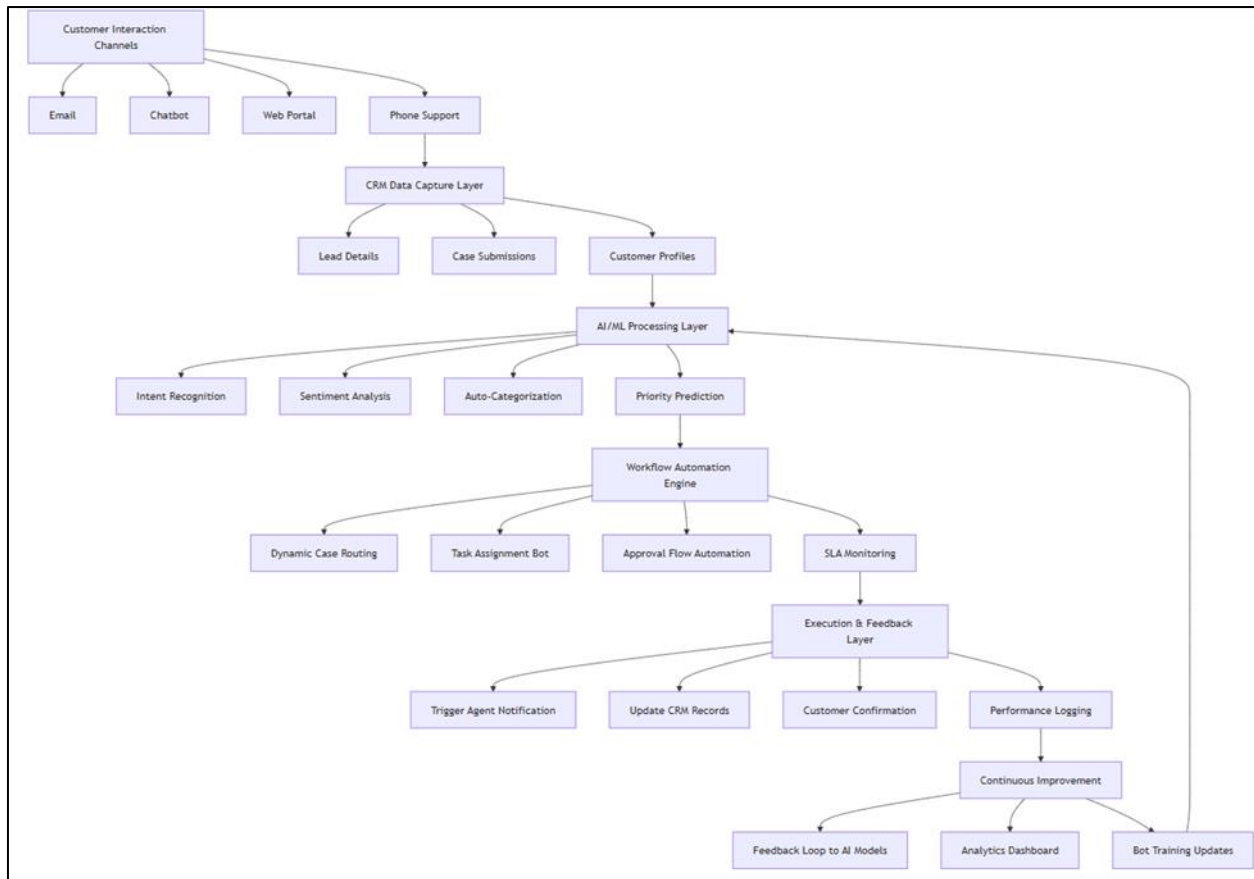 Customer Interaction
Channels
Email
Chatbot
Web Portal
Phone Support
CRM Data Capture Layer
Lead Details
Case Submissions
Customer Profiles
AI/ML Processing Layer
Intent Recognition
Sentiment Analysis
Auto-Categorization
Priority Prediction
Workflow Automation
Engine
Dynamic Case Routing
Task Assignment Bot
Approval Flow Automation
SLA Monitoring
Execution & Feedback
Layer
Trigger Agent Notification
Update CRM Records
Customer Confirmation
Performance Logging
Continuous Improvement
Feedback Loop to AI Models
Analytics Dashboard
Bot Training Updates